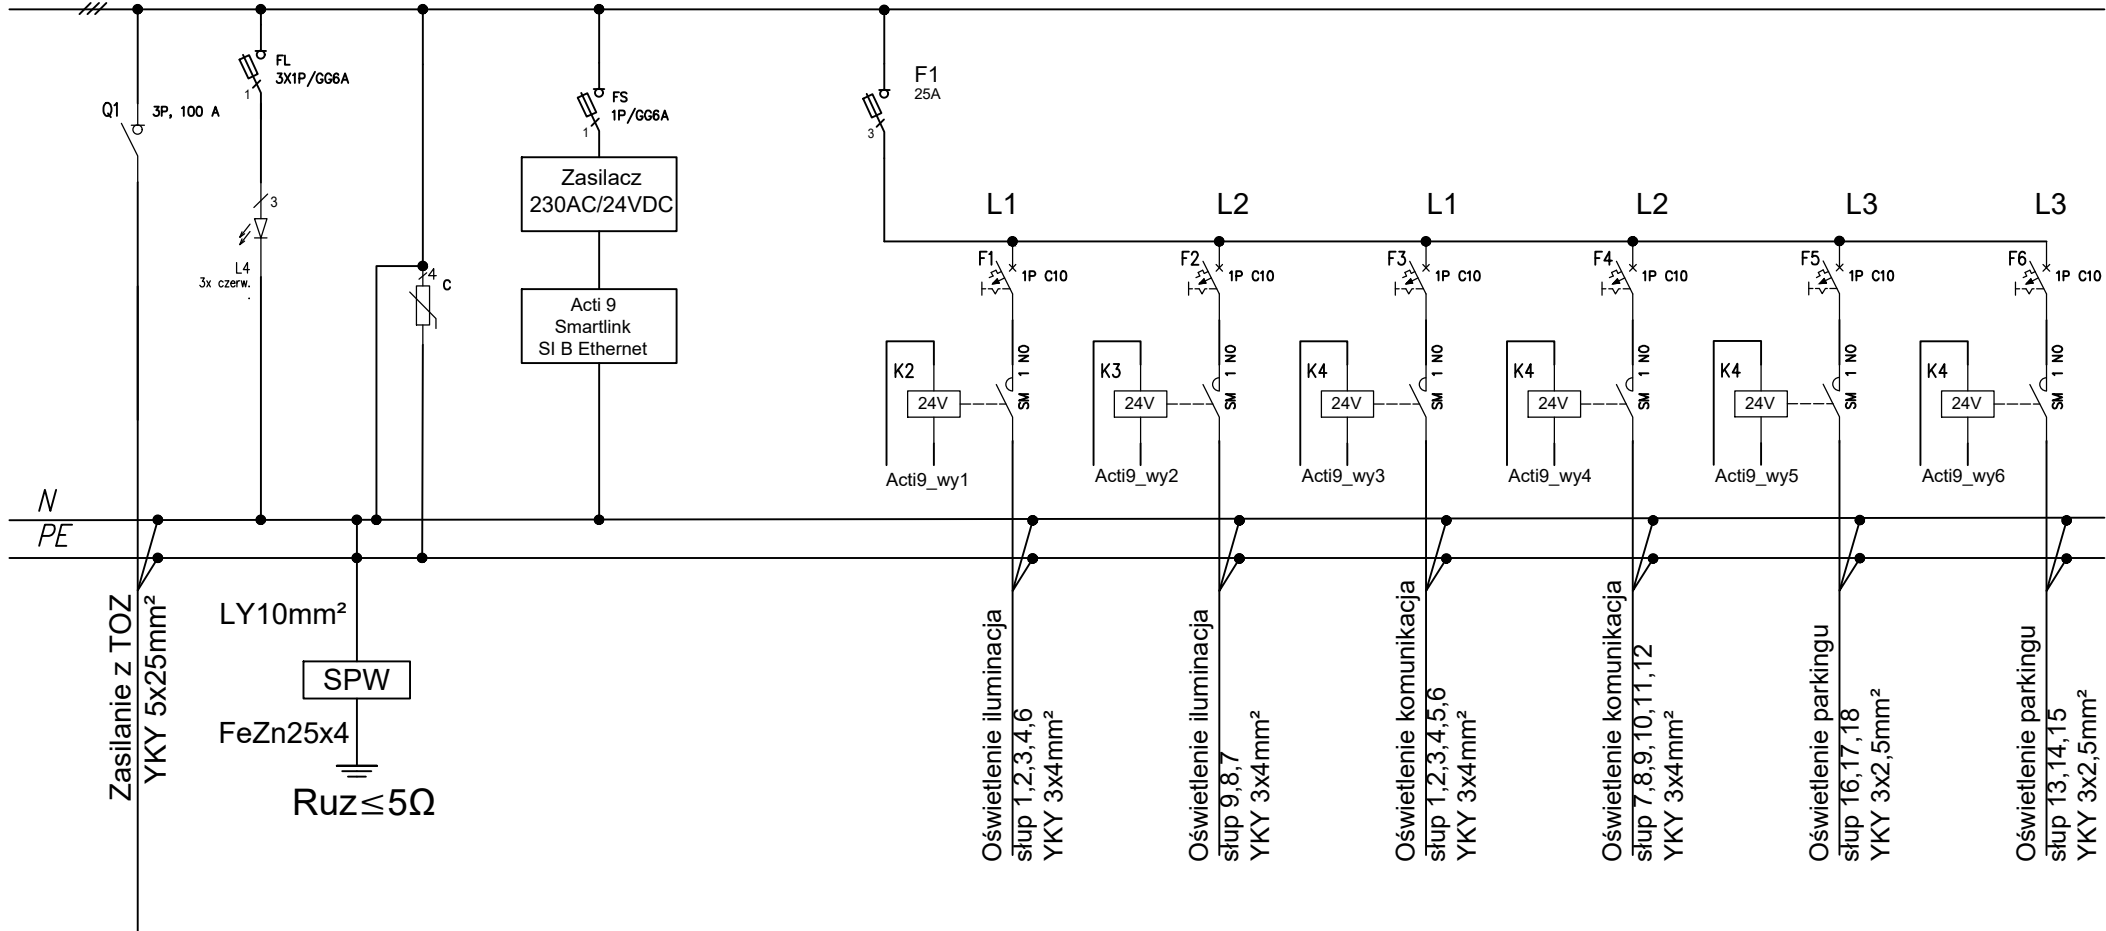 FL
3X1P/GG6A
1
Q1
3P, 100 A
3
L4
3x czerw.
4
C
FS
1P/GG6A
1
Zasilacz
230AC/24VDC
Acti 9
Smartlink
SI B Ethernet
F1
25A
3
L1
L2
L1
L2
L3
L3
F1
1P C10
F2
1P C10
F3
1P C10
F4
1P C10
F5
1P C10
F6
1P C10
K2
24V
SM 1 NO
Acti9_wy1
K3
24V
SM 1 NO
Acti9_wy2
K4
24V
SM 1 NO
Acti9_wy3
K4
24V
SM 1 NO
Acti9_wy4
K4
24V
SM 1 NO
Acti9_wy5
K4
24V
SM 1 NO
Acti9_wy6
N
PE
Zasilanie z TOZ
YKY 5x25mm²
LY10mm²
SPW
FeZn25x4
Ruz≤5Ω
Oświetlenie iluminacja
słup 1,2,3,4,6
YKY 3x4mm²
Oświetlenie iluminacja
słup 9,8,7
YKY 3x4mm²
Oświetlenie komunikacja
słup 1,2,3,4,5,6
YKY 3x4mm²
Oświetlenie komunikacja
słup 7,8,9,10,11,12
YKY 3x4mm²
Oświetlenie parkingu
słup 16,17,18
YKY 3x2,5mm²
Oświetlenie parkingu
słup 13,14,15
YKY 3x2,5mm²